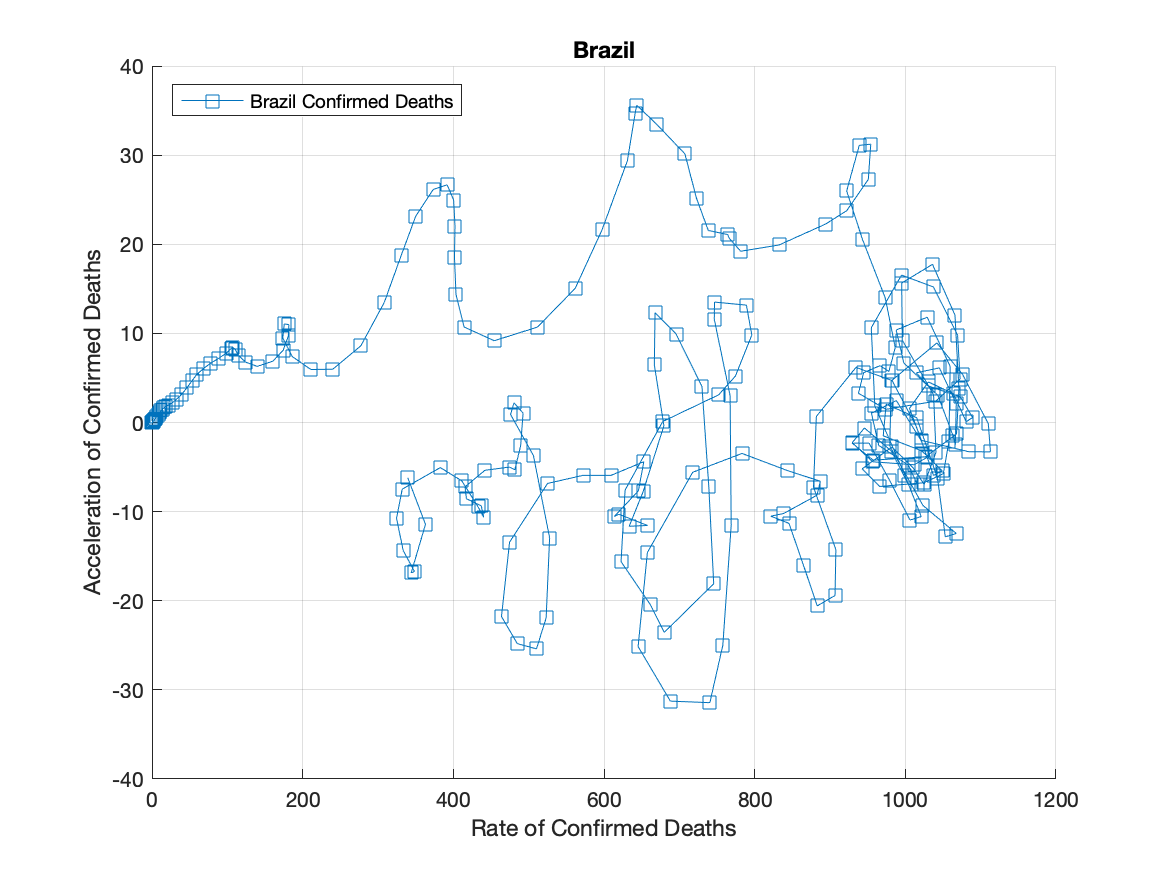 Brazil
Brazil Confirmed Deaths
40
30
20
10
0
-10
-20
-30
-40
Acceleration of Confirmed Deaths
0 200 400 600 800 1000 1200
Rate of Confirmed Deaths